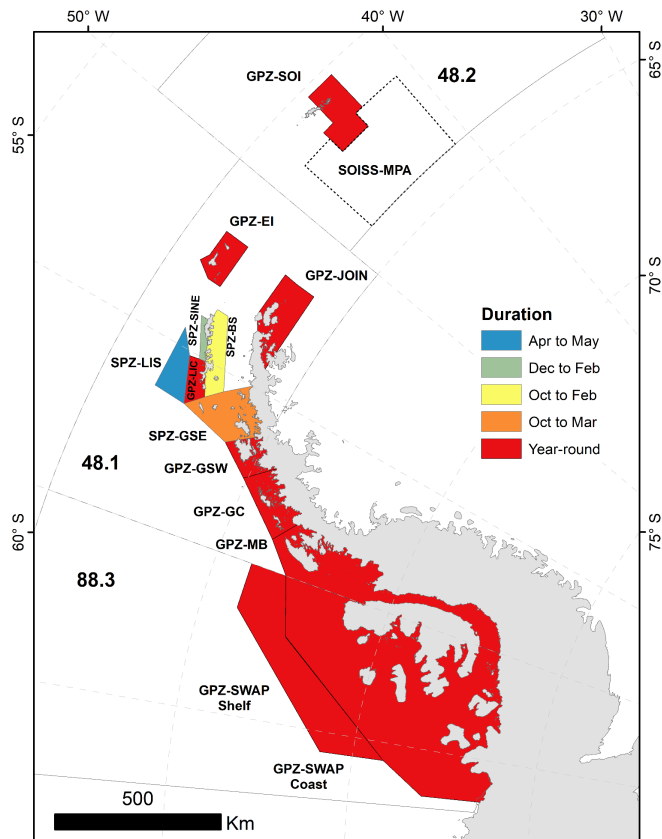 50° W
40° W
30° W
65° S
GPZ-SOI
48.2
55° S
SOISS-MPA
GPZ-EI
GPZ-JOIN
70° S
SPZ-SINE
SPZ-BS
Duration
Apr to May
Dec to Feb
Oct to Feb
Oct to Mar
Year-round
SPZ-LIS
GPZ-LIC
SPZ-GSE
48.1
GPZ-GSW
GPZ-GC
60° S
75° S
GPZ-MB
88.3
GPZ-SWAP
Shelf
GPZ-SWAP
Coast
500
Km